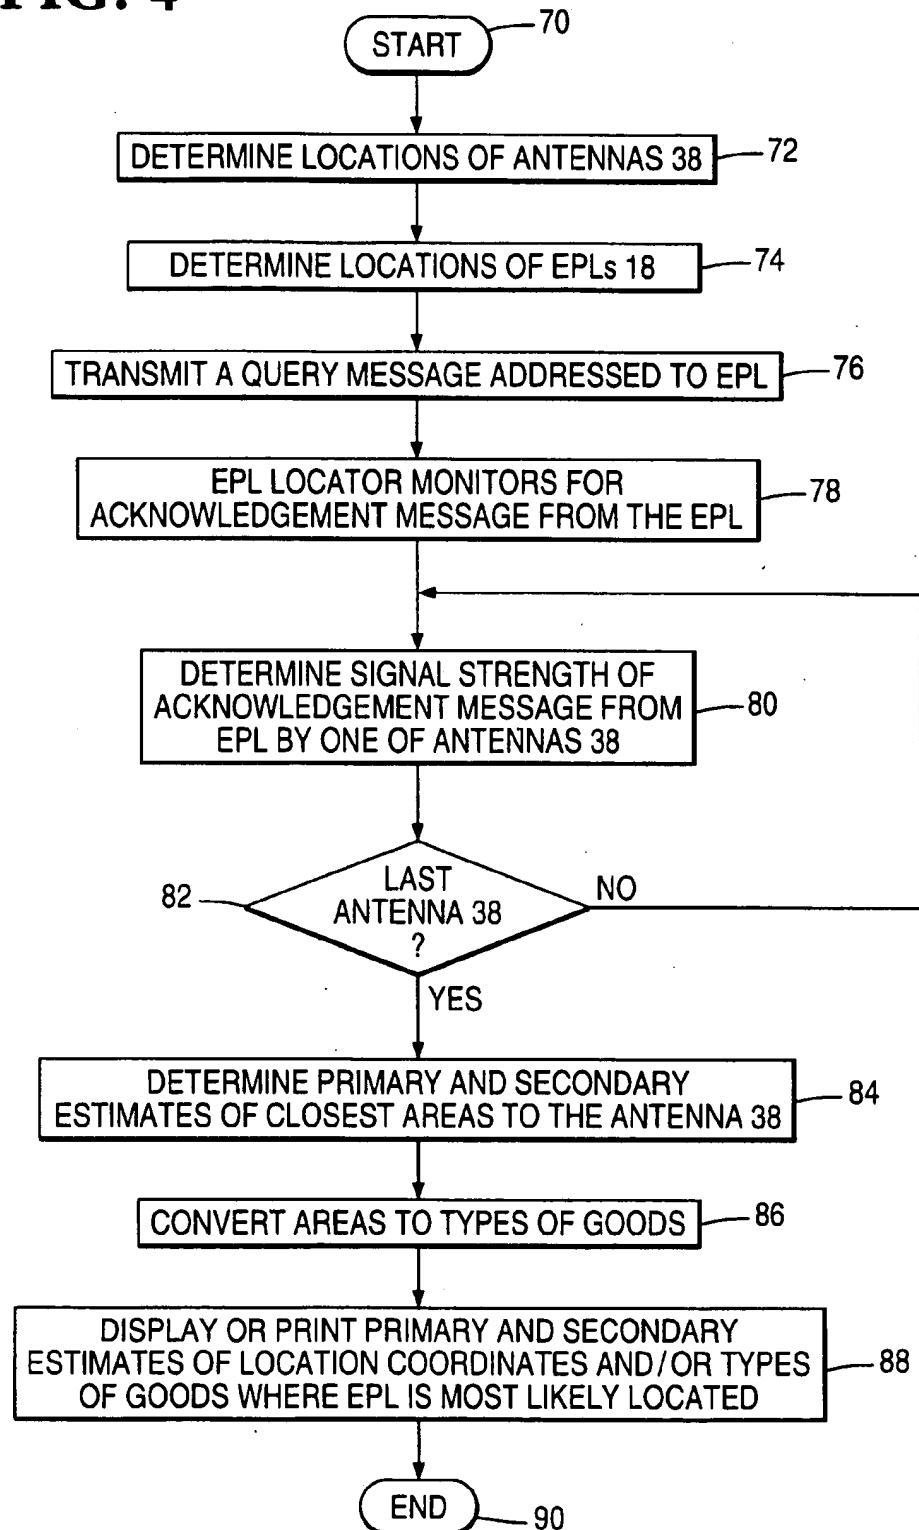 FIG. 4
START
70
DETERMINE LOCATIONS OF ANTENNAS 38
72
DETERMINE LOCATIONS OF EPLs 18
74
TRANSMIT A QUERY MESSAGE ADDRESSED TO EPL
76
EPL LOCATOR MONITORS FOR
ACKNOWLEDGEMENT MESSAGE FROM THE EPL
78
DETERMINE SIGNAL STRENGTH OF
ACKNOWLEDGEMENT MESSAGE FROM
EPL BY ONE OF ANTENNAS 38
80
82
LAST
ANTENNA 38
?
NO
YES
DETERMINE PRIMARY AND SECONDARY
ESTIMATES OF CLOSEST AREAS TO THE ANTENNA 38
84
CONVERT AREAS TO TYPES OF GOODS
86
DISPLAY OR PRINT PRIMARY AND SECONDARY
ESTIMATES OF LOCATION COORDINATES AND/OR TYPES
OF GOODS WHERE EPL IS MOST LIKELY LOCATED
88
END
90